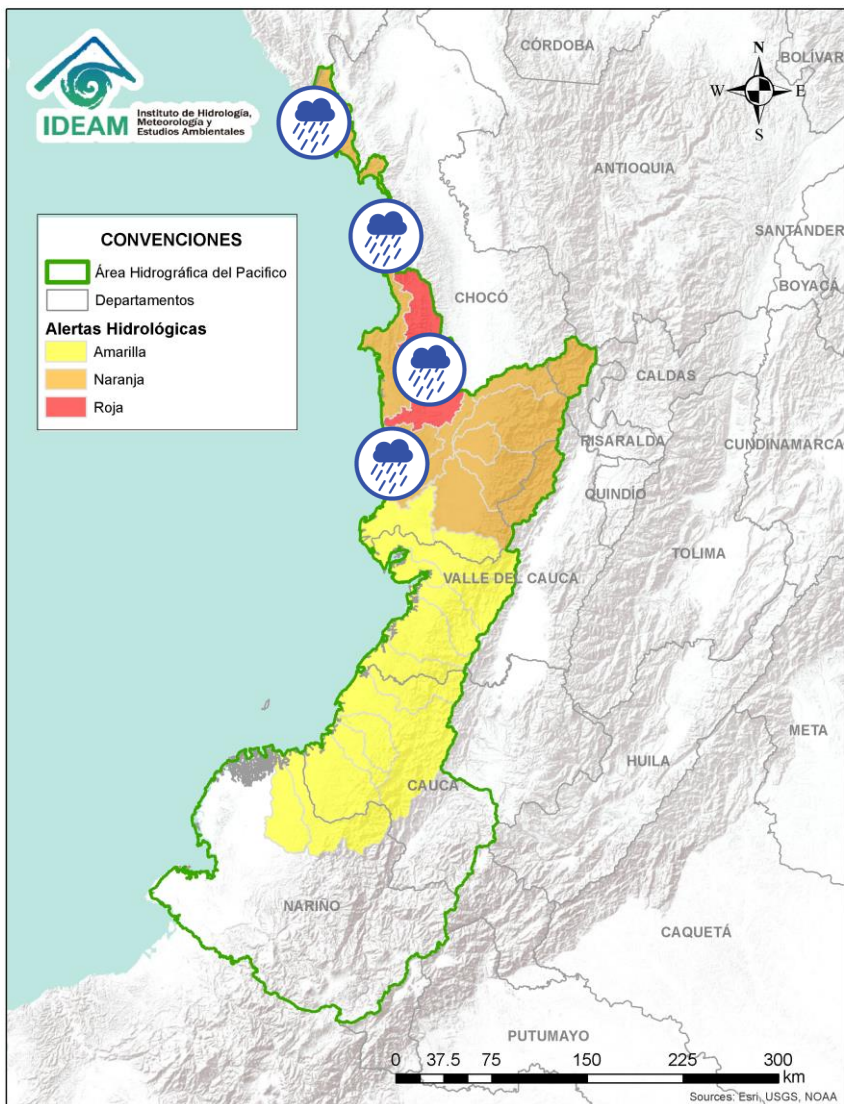 IDEAM
Instituto de Hidrología,
Meteorología y
Estudios Ambientales
CÓRDOBA
BOLÍVAR
N
W
E
S
ANTIOQUIA
SANTANDER
BOYACÁ
CONVENCIONES
Área Hidrográfica del Pacifico
Departamentos
Alertas Hidrológicas
Amarilla
Naranja
Roja
CHOCÓ
CALDAS
RISARALDA
CUNDINAMARCA
QUINDÍO
TOLIMA
VALLE DEL CAUCA
META
HUILA
CAUCA
NARIÑO
CAQUETÁ
PUTUMAYO
0 37.5 75 150 225 300
km
Sources: Esri, USGS, NOAA